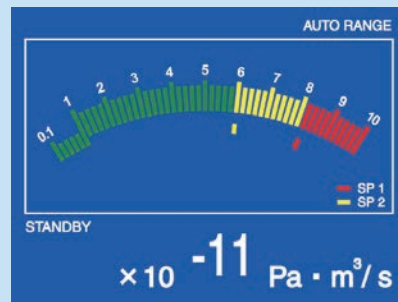 AUTO RANGE
0.1 1 2 3 4 5 6 7 8 9 10
SP 1
SP 2
STANDBY
×10 -11 Pa・m³/s